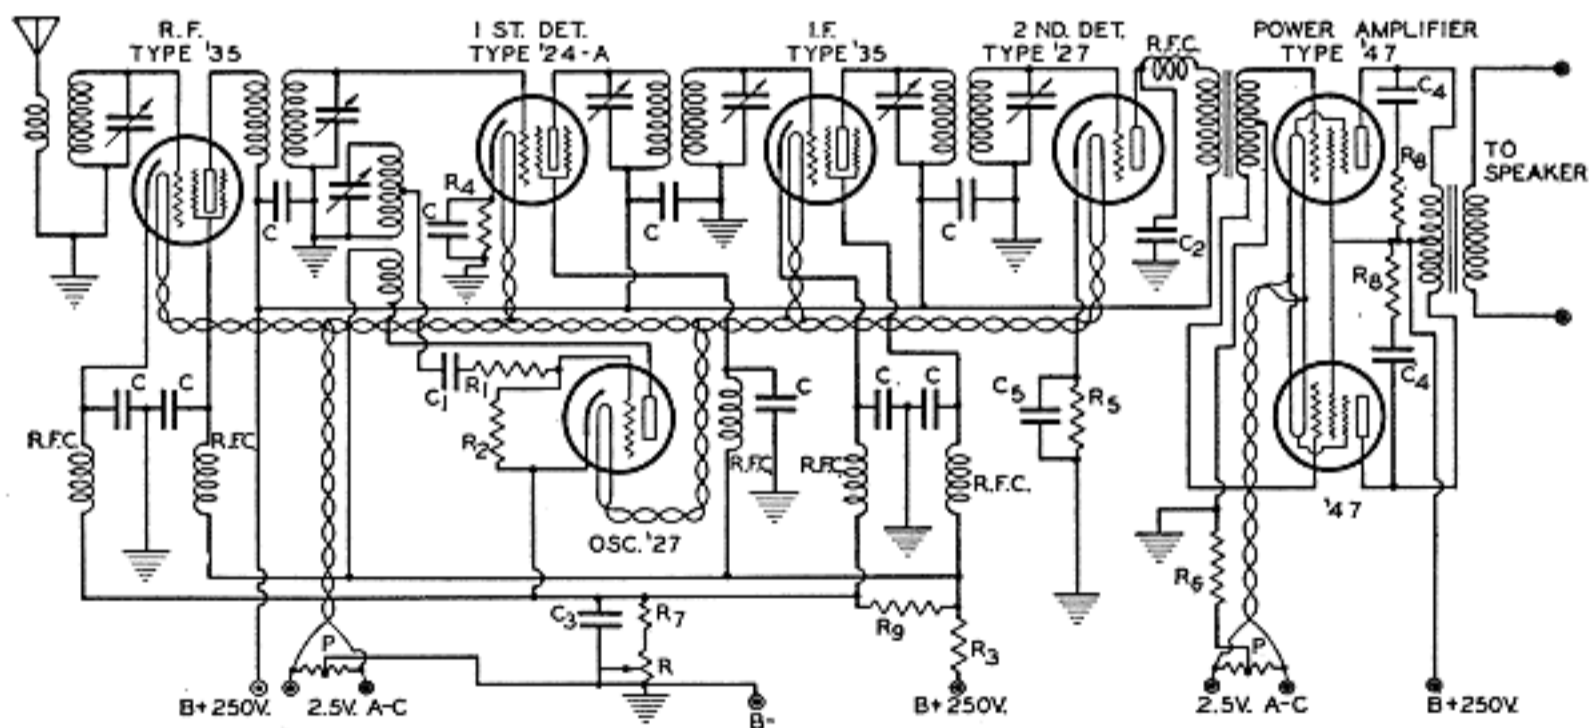 R.F.
TYPE '35
1 ST. DET.
TYPE '24-A
I.F.
TYPE '35
2 ND. DET.
TYPE '27
R.F.C.
POWER AMPLIFIER
TYPE '47
C4
R8
TO
SPEAKER
R4
C
C
C
C
C2
R8
C4
C
C
C1
R1
R2
C
C.
C
C5
R5
R.F.C.
R.F.C.
R.F.C.
R.F.C.
R.F.C.
OSC. '27
'47
R6
C3
R7
R9
R3
P
R
P
B+250V.
2.5V. A-C
B-
B+250V.
2.5V. A-C
B+250V.